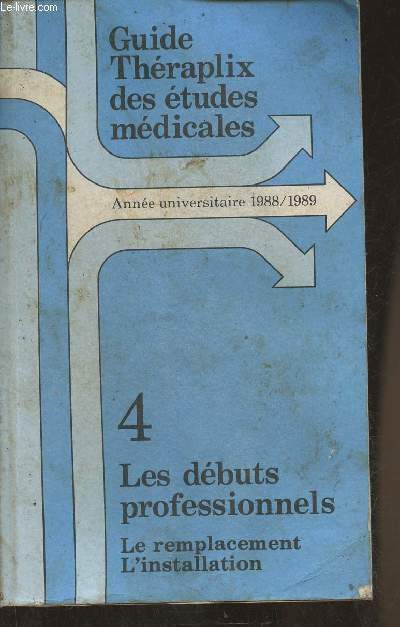 Le-livre.com
Guide
Théraplix
des études
médicales
Année universitaire 1988/1989
4
Les débuts
professionnels
Le remplacement
L'installation